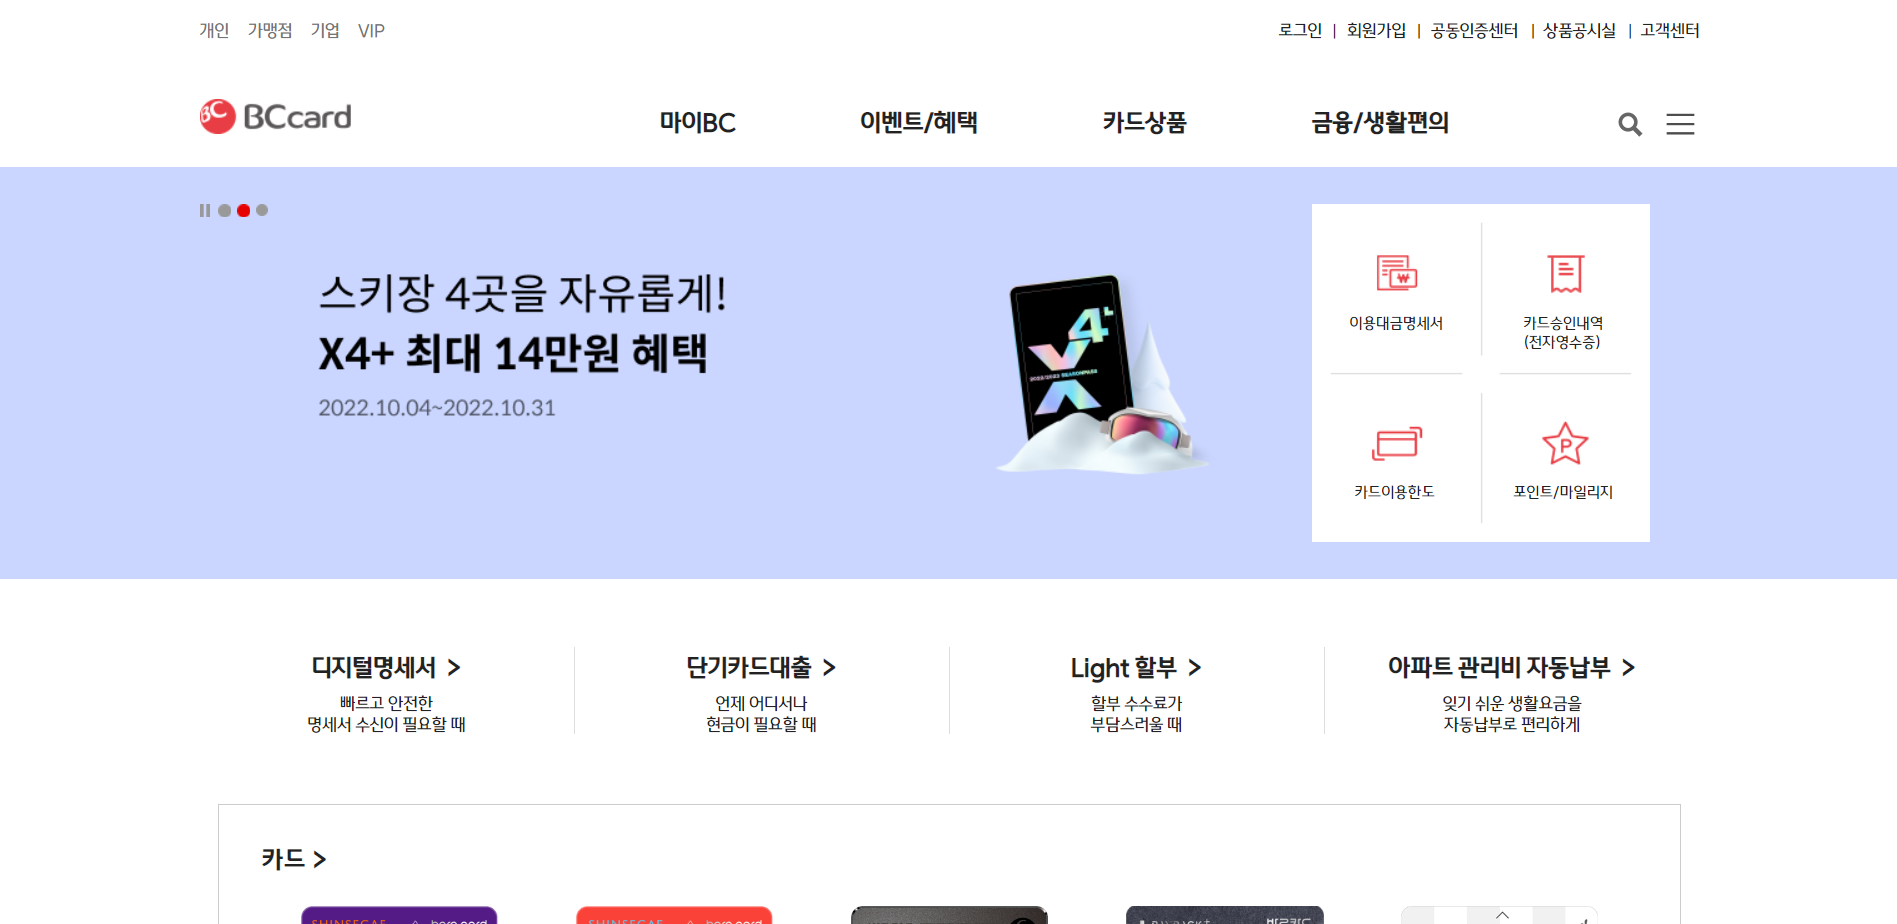 개인 가맹점 기업 VIP
로그인 | 회원가입 | 공동인증센터 | 상품공시실 | 고객센터
BC BCcard
마이BC 이벤트/혜택 카드상품 금융/생활편의
스키장 4곳을 자유롭게!
X4+ 최대 14만원 혜택
2022.10.04~2022.10.31
X4+
2022/2023 SEASONPASS
이용대금명세서
카드승인내역
(전자영수증)
카드이용한도
P
포인트/마일리지
디지털명세서 >
빠르고 안전한
명세서 수신이 필요할 때
단기카드대출 >
언제 어디서나
현금이 필요할 때
Light 할부 >
할부 수수료가
부담스러울 때
아파트 관리비 자동납부 >
잊기 쉬운 생활요금을
자동납부로 편리하게
카드 >
SHINSEGAE
SHINSEGAE
바로카드